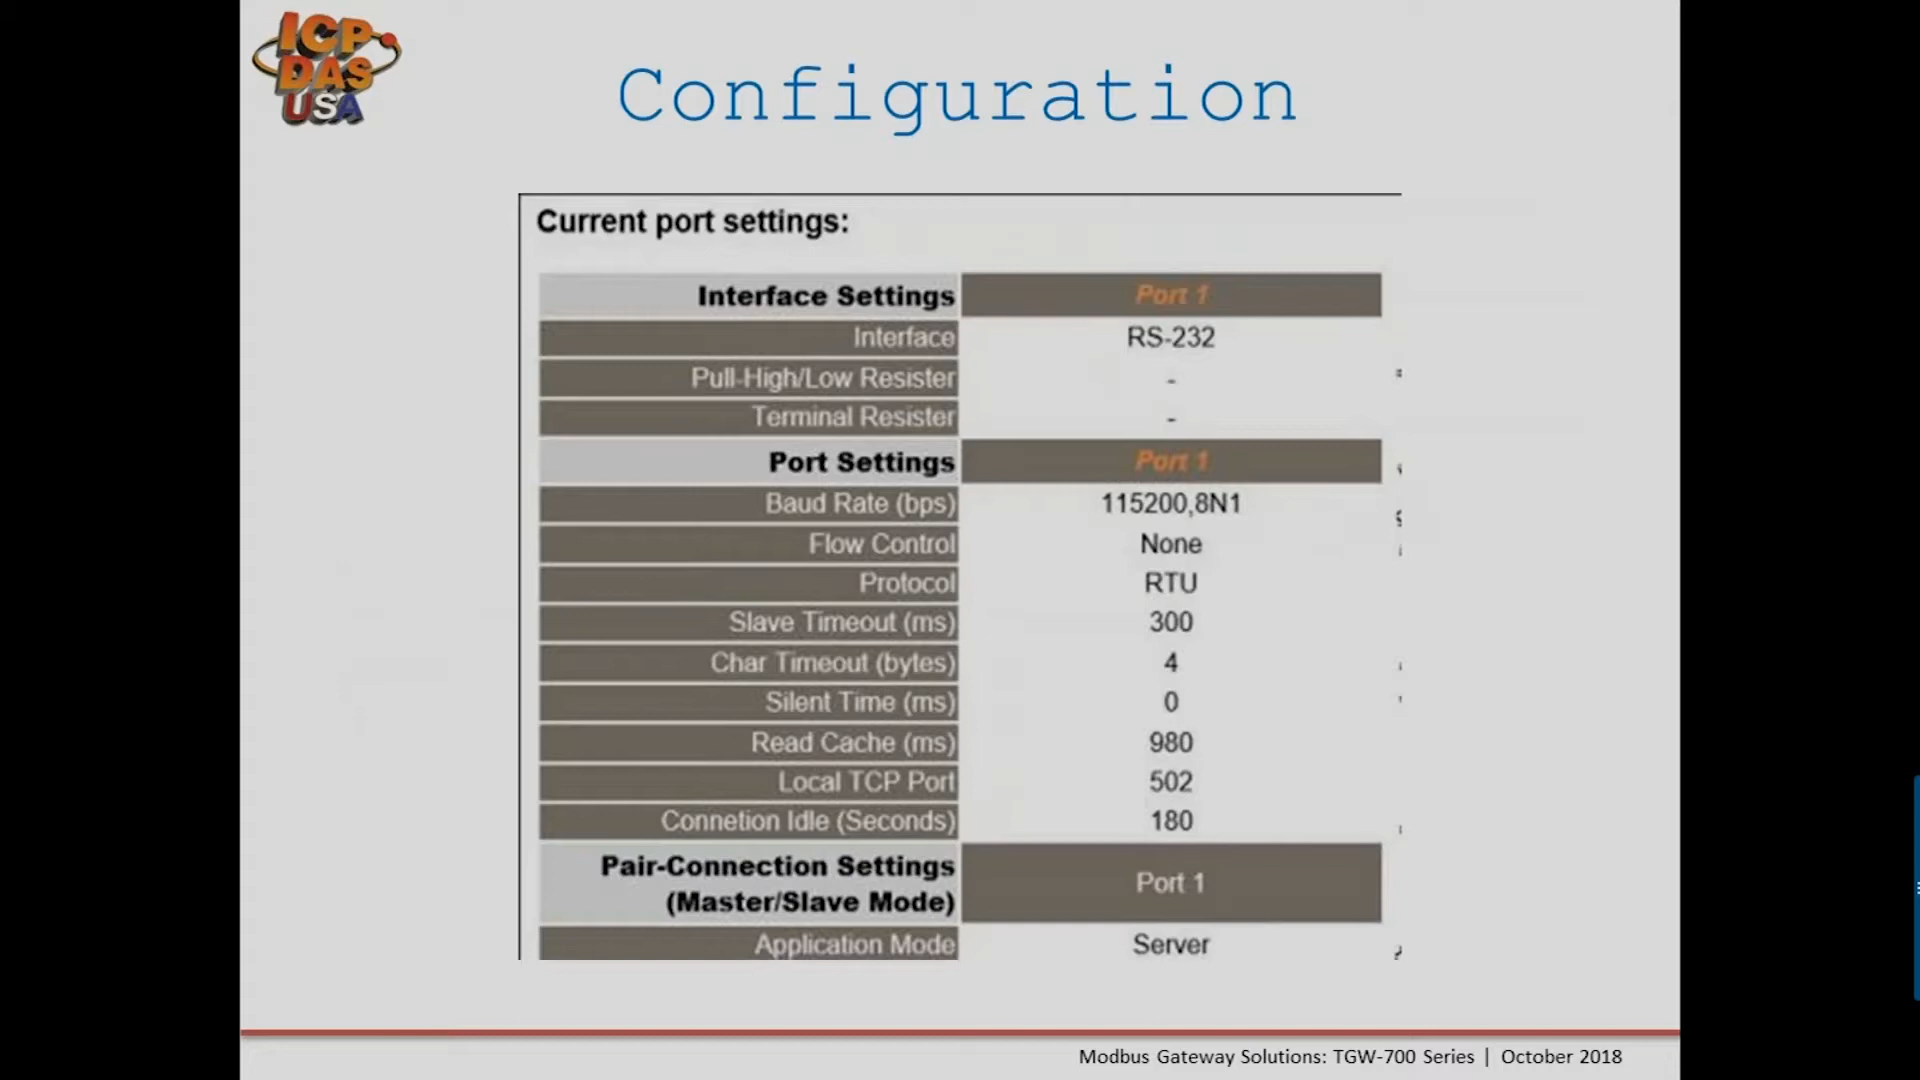 ICP
DAS
USA
Configuration
Current port settings:
Interface Settings Port 1
Interface RS-232
Pull-High/Low Resister -
Terminal Resister -
Port Settings Port 1
Baud Rate (bps) 115200,8N1
Flow Control None
Protocol RTU
Slave Timeout (ms) 300
Char Timeout (bytes) 4
Silent Time (ms) 0
Read Cache (ms) 980
Local TCP Port 502
Connetion Idle (Seconds) 180
Pair-Connection Settings
(Master/Slave Mode) Port 1
Application Mode Server
Modbus Gateway Solutions: TGW-700 Series | October 2018